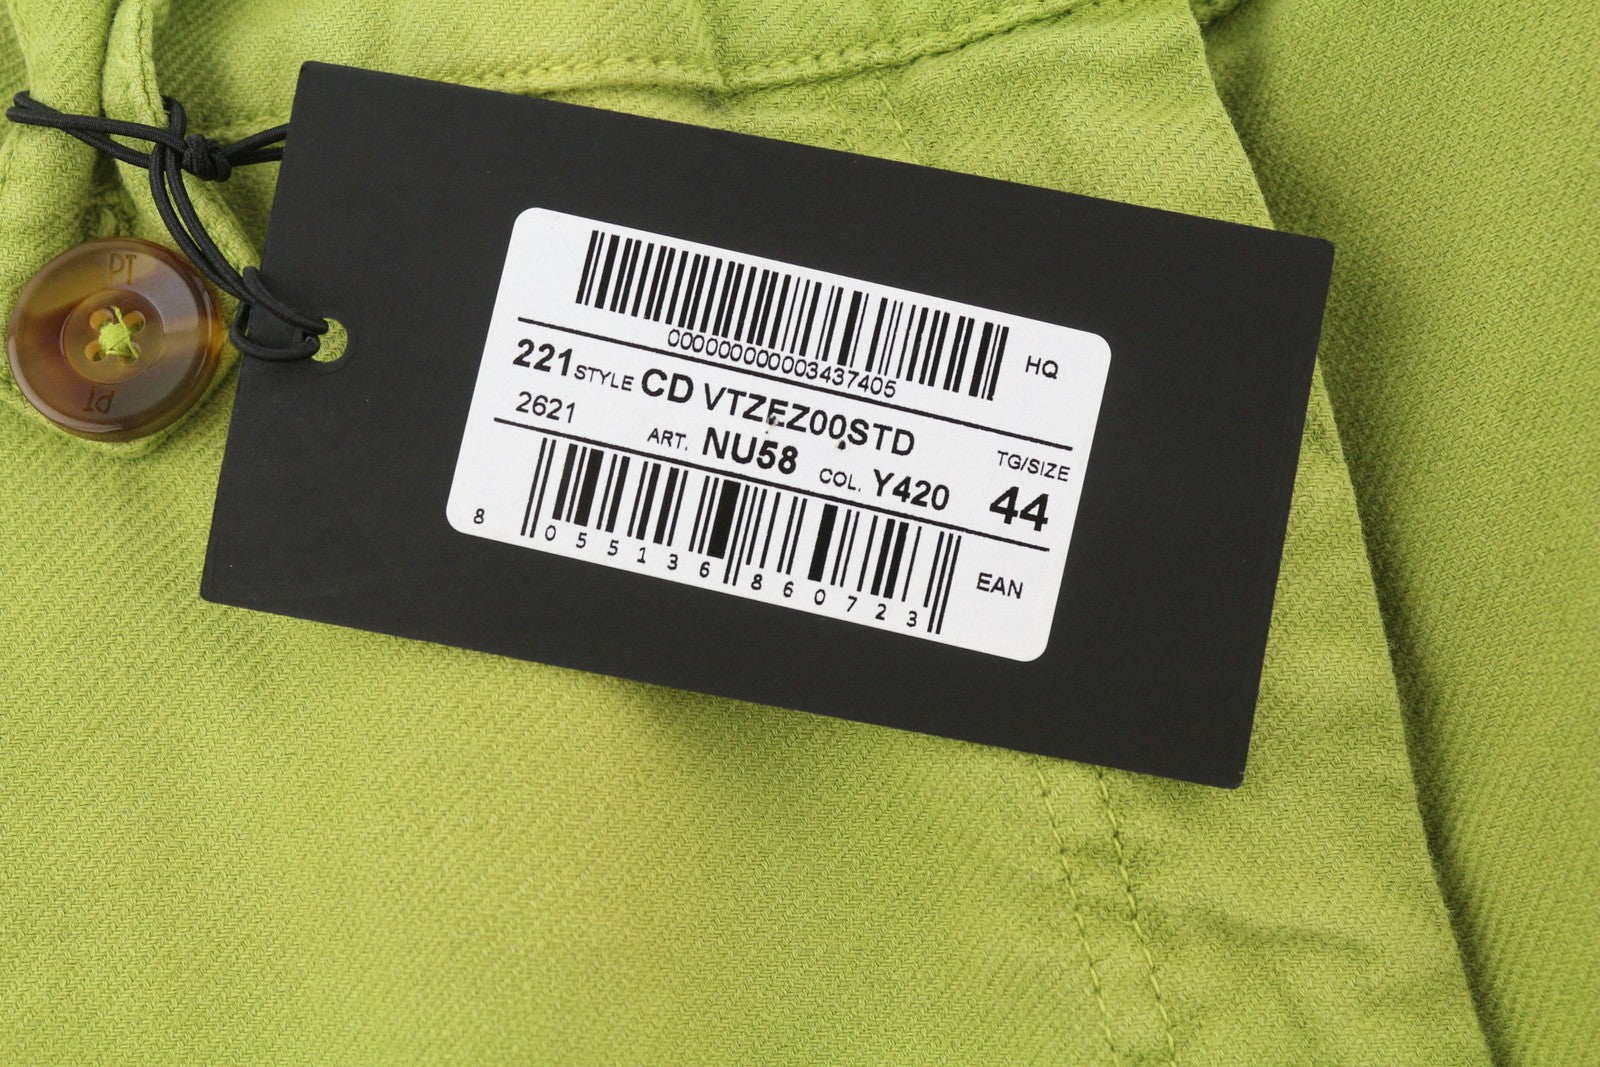 PT
PT
0000000000003437405
HQ
221 STYLE CD VTZEZ00STD
2621 ART. NU58 COL. Y420
TG/SIZE
44
8 055136 860723
EAN